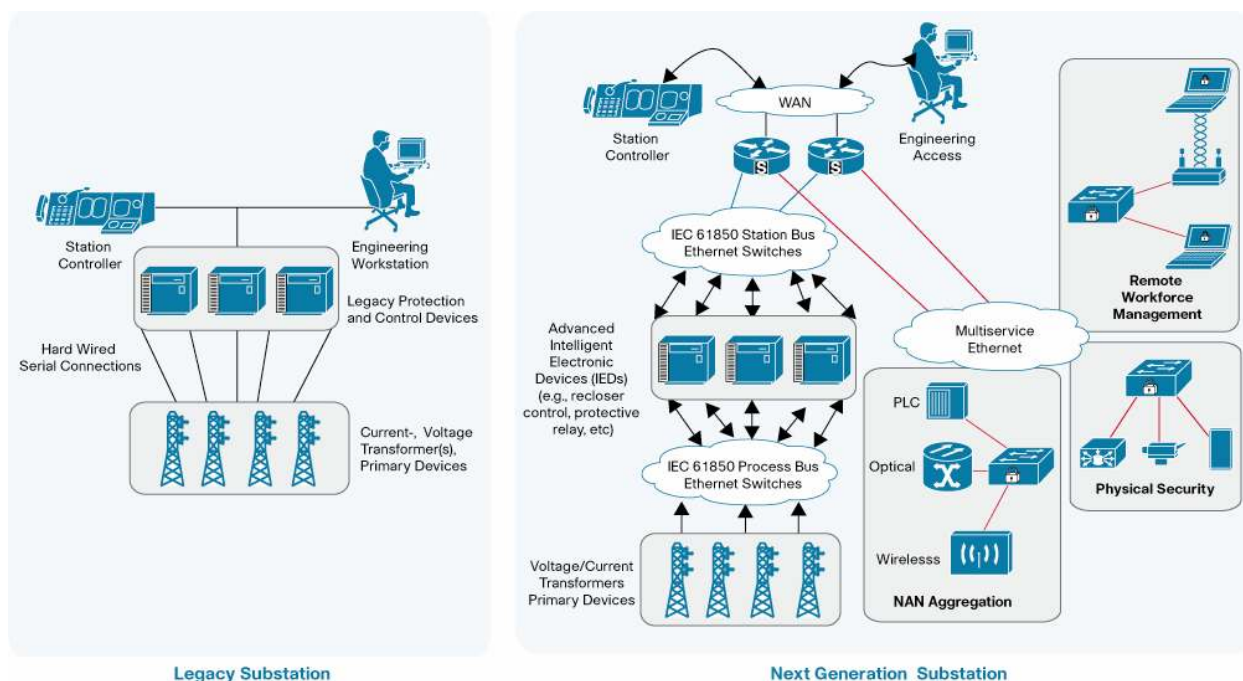 Station
Controller
Engineering
Workstation
Legacy Protection
and Control Devices
Hard Wired
Serial Connections
Current-, Voltage
Transformer(s),
Primary Devices
Legacy Substation
WAN
Station
Controller
Engineering
Access
S
S
IEC 61850 Station Bus
Ethernet Switches
Advanced
Intelligent
Electronic
Devices (IEDs)
(e.g., recloser
control, protective
relay, etc)
IEC 61850 Process Bus
Ethernet Switches
Voltage/Current
Transformers
Primary Devices
Multiservice
Ethernet
Remote
Workforce
Management
PLC
Optical
Wirelesss
NAN Aggregation
Physical Security
Next Generation Substation